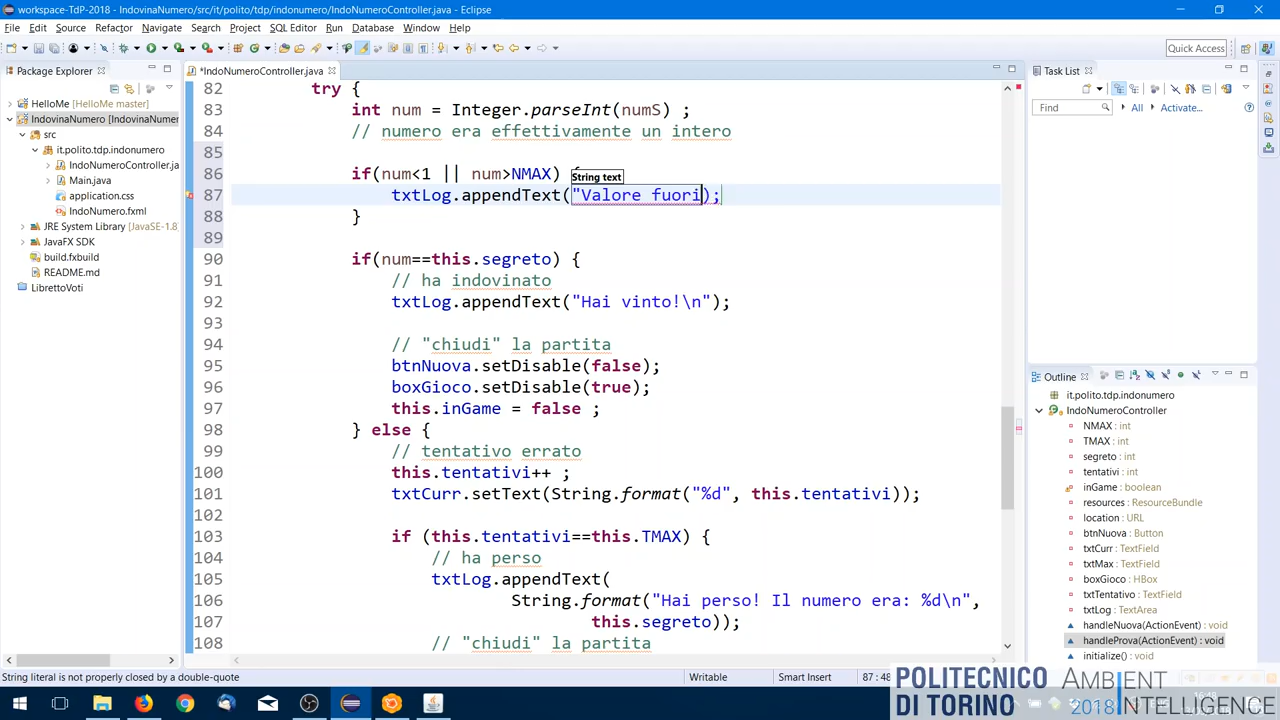 workspace-TdP-2018 - IndovinaNumero/src/it/polito/tdp/indonumero/IndoNumeroController.java - Eclipse
File Edit Source Refactor Navigate Search Project SQL Editor Run Database Window Help
Quick Access
Package Explorer
*IndoNumeroController.java
Task List
HelloMe [HelloMe master]
IndovinaNumero [IndovinaNumer
src
it.polito.tdp.indonumero
IndoNumeroController.ja
Main.java
application.css
IndoNumero.fxml
JRE System Library [JavaSE-1.8]
JavaFX SDK
build.fxbuild
README.md
LibrettoVoti
82 try {
83 int num = Integer.parseInt(numS) ;
84 // numero era effettivamente un intero
85
86 if(num<1 || num>NMAX) {
String text
87 txtLog.appendText("Valore fuori);
88 }
89
90 if(num==this.segreto) {
91 // ha indovinato
92 txtLog.appendText("Hai vinto!\n");
93
94 // "chiudi" la partita
95 btnNuova.setDisable(false);
96 boxGioco.setDisable(true);
97 this.inGame = false ;
98 } else {
99 // tentativo errato
100 this.tentativi++ ;
101 txtCurr.setText(String.format("%d", this.tentativi));
102
103 if (this.tentativi==this.TMAX) {
104 // ha perso
105 txtLog.appendText(
106 String.format("Hai perso! Il numero era: %d\n",
107 this.segreto));
108 // "chiudi" la partita
Find
All
Activate...
Outline
it.polito.tdp.indonumero
IndoNumeroController
NMAX : int
TMAX : int
segreto : int
tentativi : int
inGame : boolean
resources : ResourceBundle
location : URL
btnNuova : Button
txtCurr : TextField
txtMax : TextField
boxGioco : HBox
txtTentativo : TextField
txtLog : TextArea
handleNuova(ActionEvent) : void
handleProva(ActionEvent) : void
initialize() : void
String literal is not properly closed by a double-quote
Writable
Smart Insert
87 : 48
POLITECNICO
DI TORINO
AMBIENT
2018 INTELLIGENCE